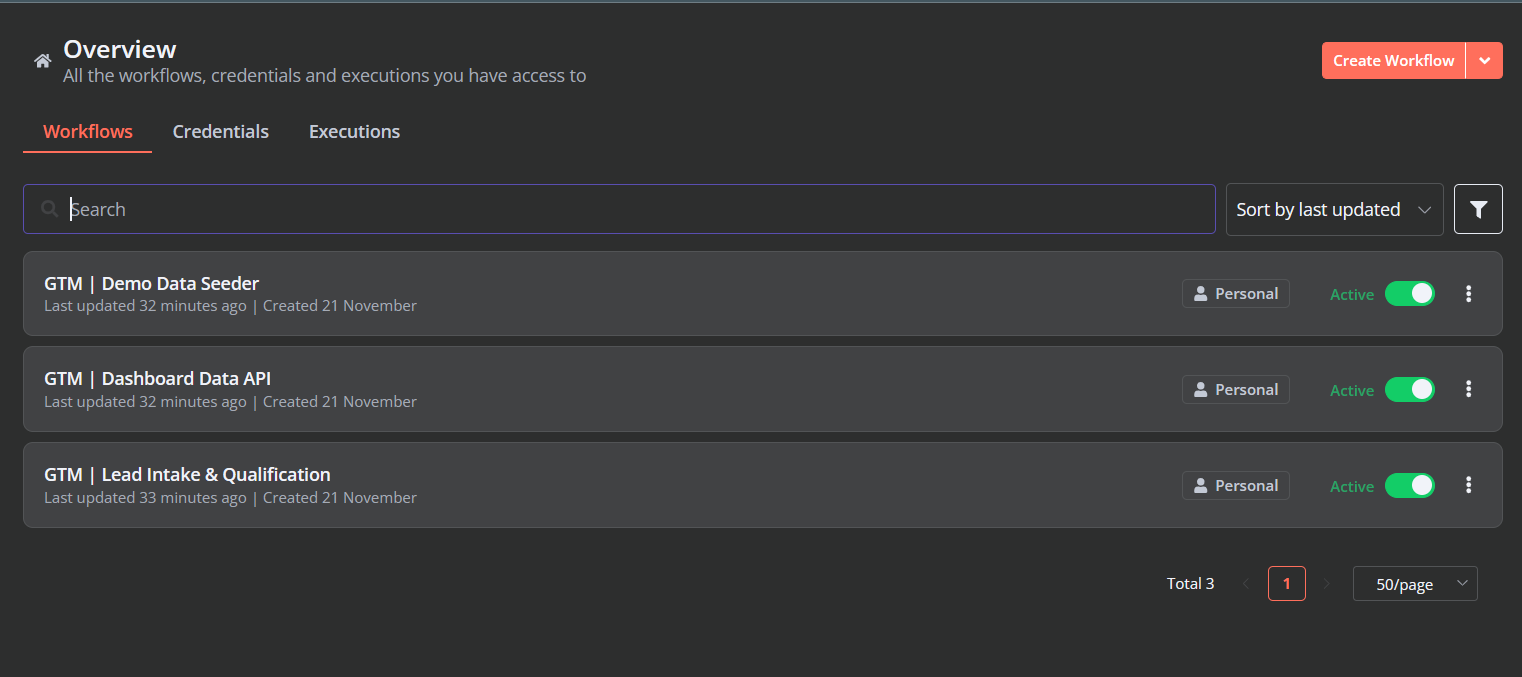 Overview
All the workflows, credentials and executions you have access to
Create Workflow
Workflows Credentials Executions
Search
Sort by last updated
GTM | Demo Data Seeder
Last updated 32 minutes ago | Created 21 November
Personal Active
GTM | Dashboard Data API
Last updated 32 minutes ago | Created 21 November
Personal Active
GTM | Lead Intake & Qualification
Last updated 33 minutes ago | Created 21 November
Personal Active
Total 3 1 50/page